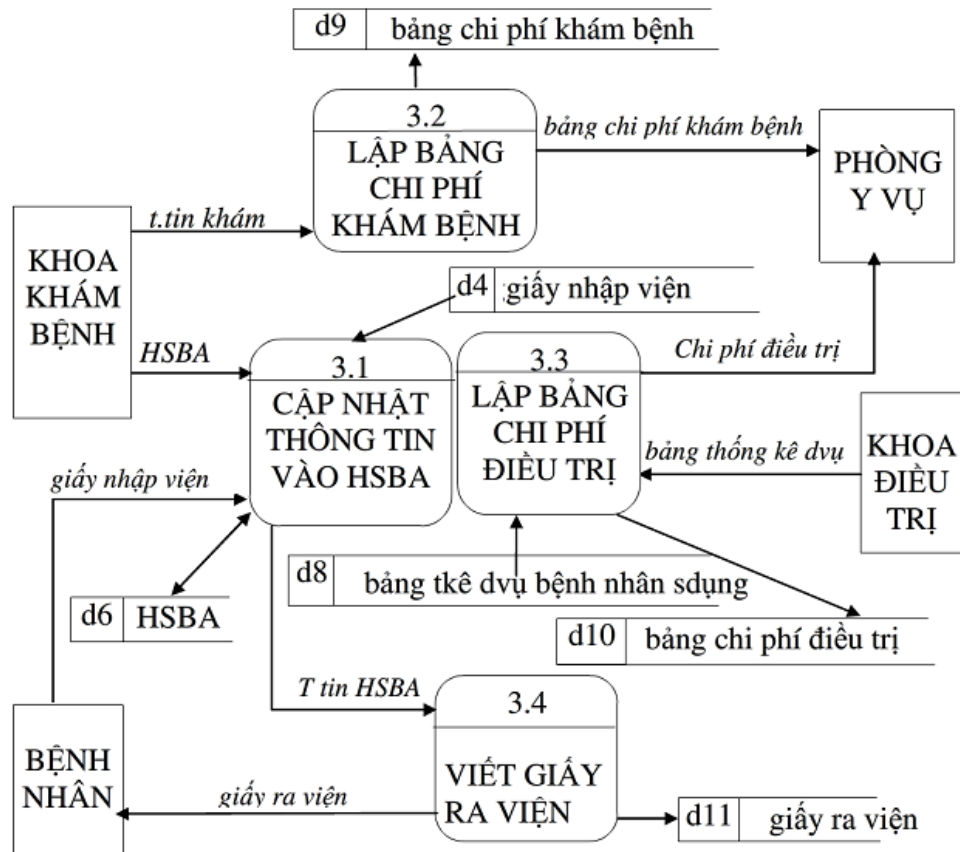 d9 bảng chi phí khám bệnh
3.2
LẬP BẢNG
CHI PHÍ
KHÁM BỆNH
bảng chi phí khám bệnh
PHÒNG
Y VỤ
t.tin khám
KHOA
KHÁM
BỆNH
d4 giấy nhập viện
HSBA
3.1
CẬP NHẬT
THÔNG TIN
VÀO HSBA
3.3
LẬP BẢNG
CHI PHÍ
ĐIỀU TRỊ
Chi phí điều trị
bảng thống kê dvụ
KHOA
ĐIỀU
TRỊ
giấy nhập viện
d8 bảng tkê dvụ bệnh nhân sdụng
d6 HSBA
d10 bảng chi phí điều trị
T tin HSBA
3.4
VIẾT GIẤY
RA VIỆN
BỆNH
NHÂN
giấy ra viện
d11 giấy ra viện